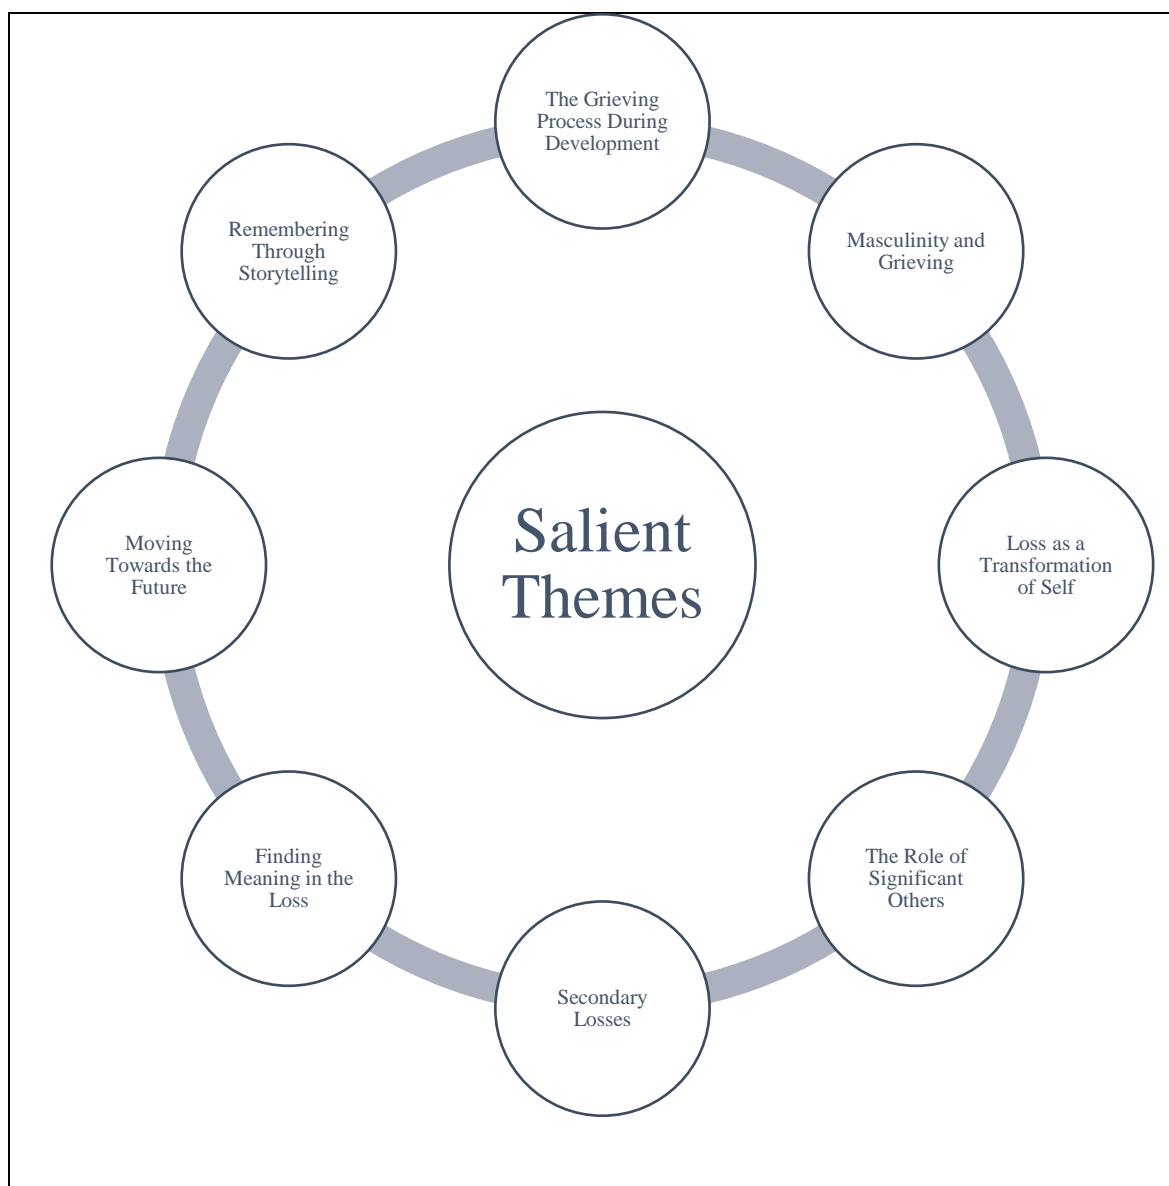 The Grieving
Process During
Development
Masculinity and
Grieving
Loss as a
Transformation
of Self
The Role of
Significant
Others
Secondary
Losses
Finding
Meaning in the
Loss
Moving
Towards the
Future
Remembering
Through
Storytelling
Salient
Themes